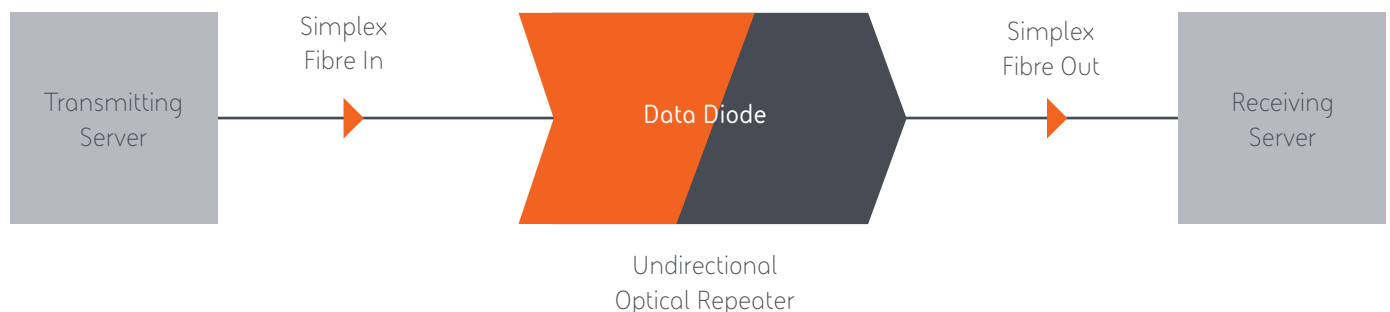 Transmitting
Server
Simplex
Fibre In
Data Diode
Undirectional
Optical Repeater
Simplex
Fibre Out
Receiving
Server